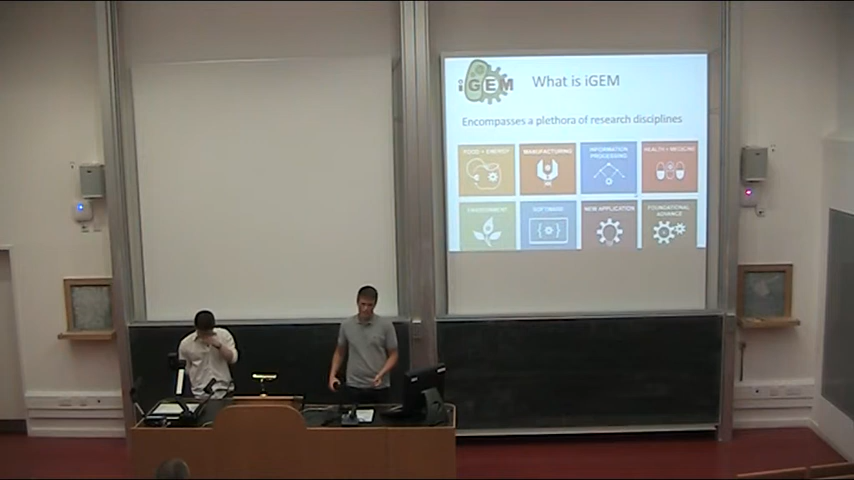 iGEM
What is iGEM
Encompasses a plethora of research disciplines
FOOD + ENERGY
MANUFACTURING
INFORMATION
PROCESSING
HEALTH + MEDICINE
ENVIRONMENT
SOFTWARE
NEW APPLICATION
FOUNDATIONAL
ADVANCE